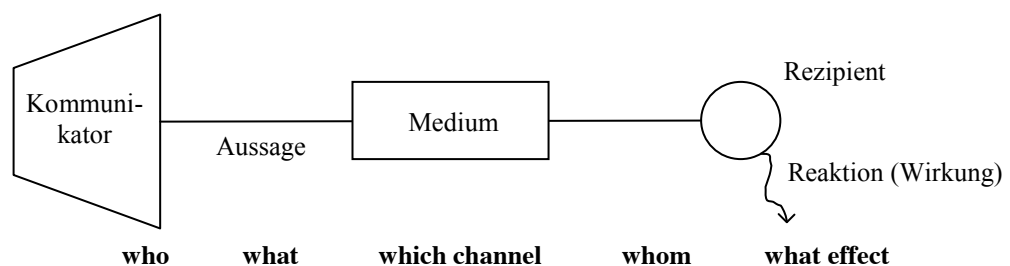 Kommuni-
kator
Aussage
Medium
Rezipient
Reaktion (Wirkung)
who what which channel whom what effect